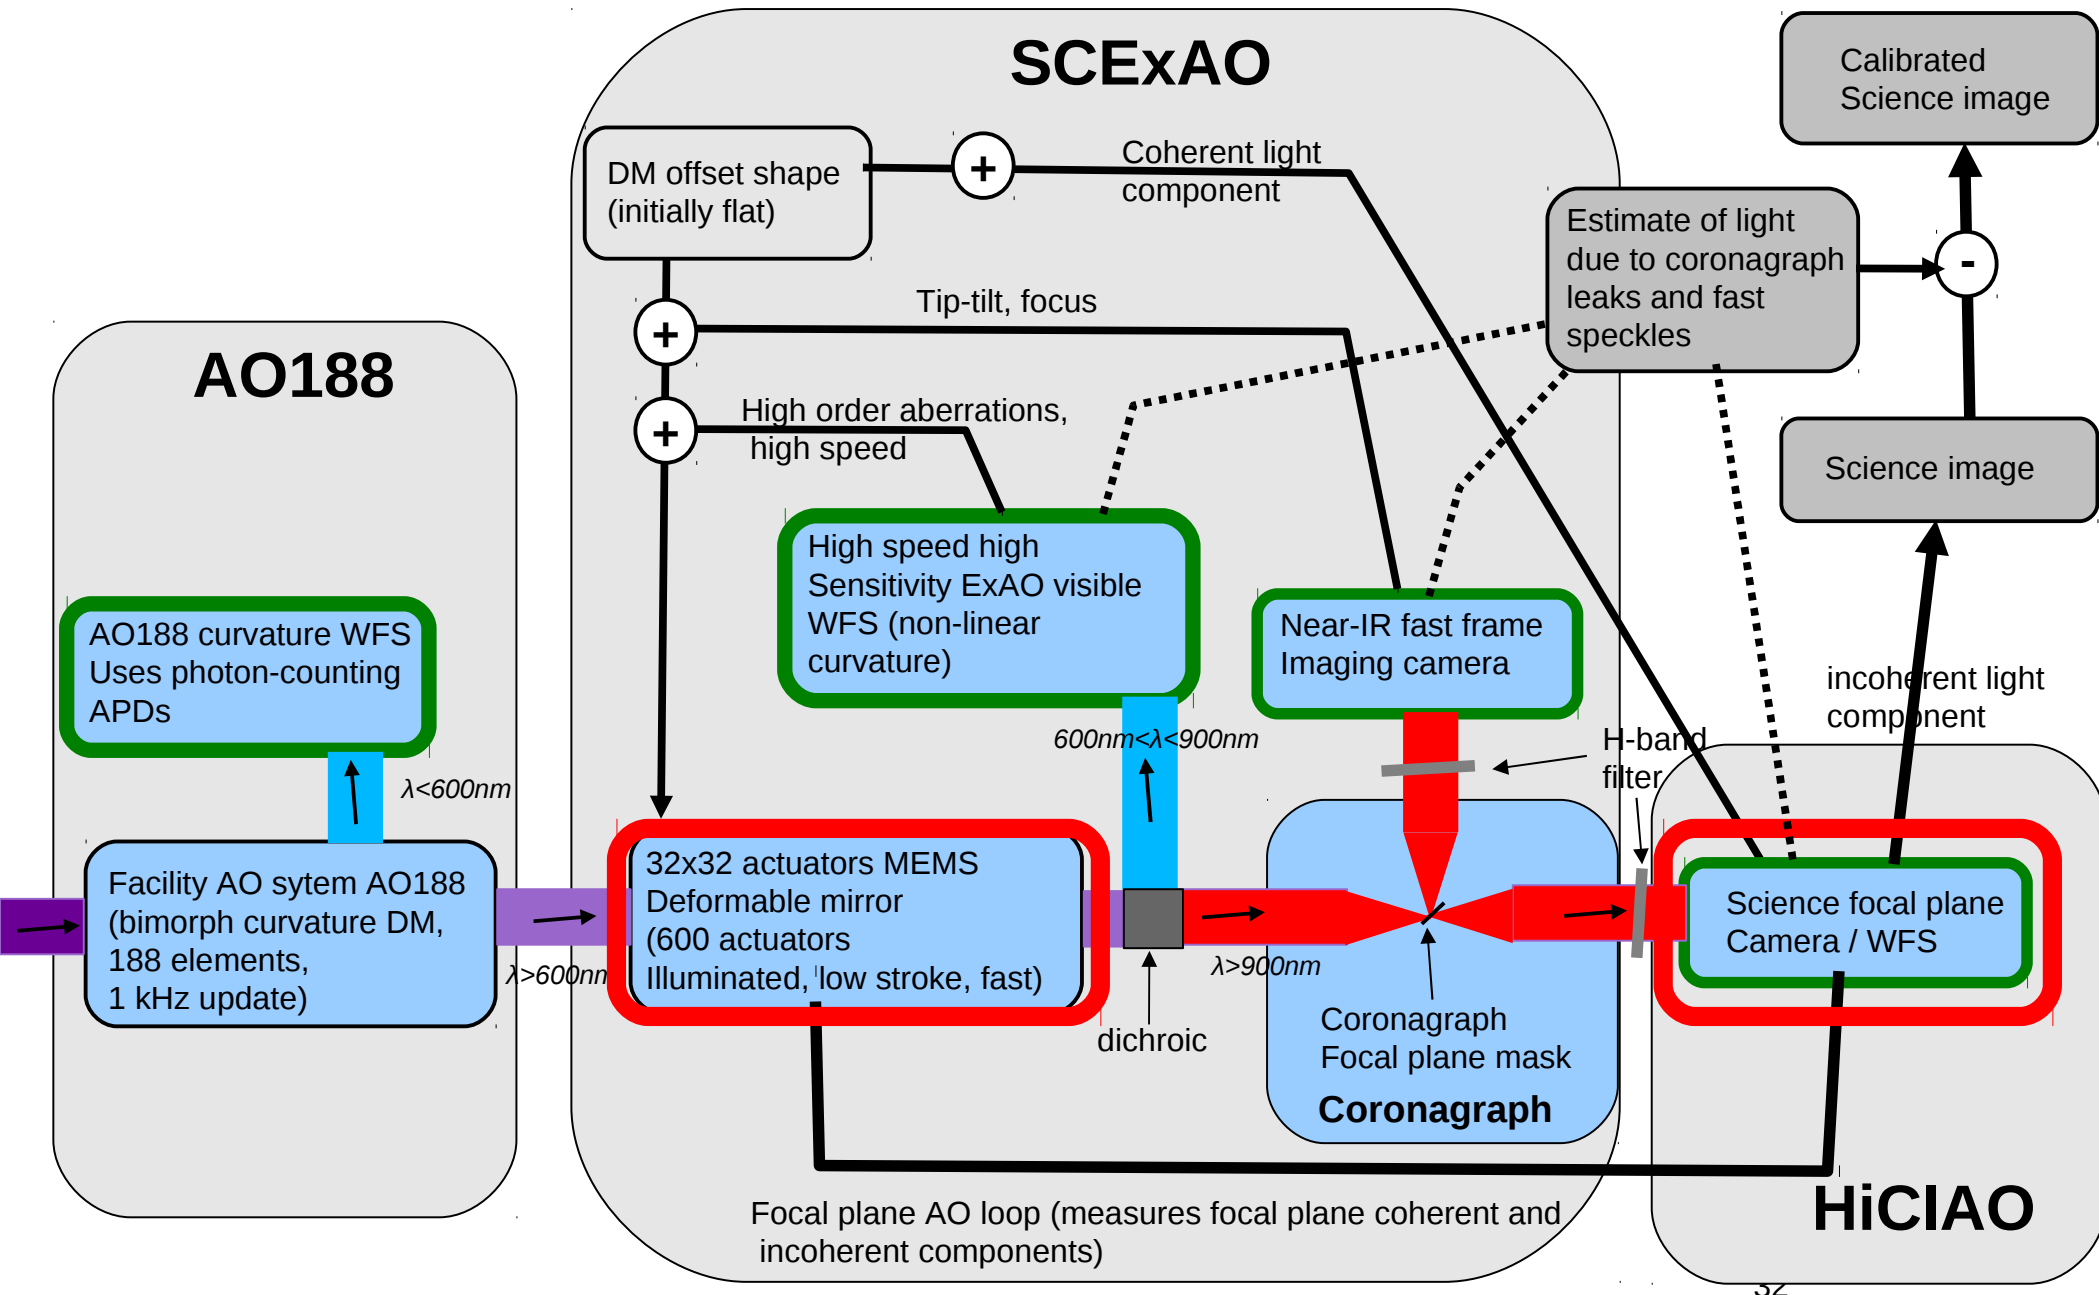 SCExAO
Calibrated
Science image
DM offset shape
(initially flat)
+
Coherent light
component
Estimate of light
due to coronagraph
leaks and fast
speckles
-
Tip-tilt, focus
+
AO188
High order aberrations,
high speed
+
Science image
High speed high
Sensitivity ExAO visible
WFS (non-linear
curvature)
AO188 curvature WFS
Uses photon-counting
APDs
Near-IR fast frame
Imaging camera
incoherent light
component
600nm<λ<900nm
H-band
filter
λ<600nm
Facility AO sytem AO188
(bimorph curvature DM,
188 elements,
1 kHz update)
λ>600nm
32x32 actuators MEMS
Deformable mirror
(600 actuators
Illuminated, low stroke, fast)
λ>900nm
dichroic
Science focal plane
Camera / WFS
Coronagraph
Focal plane mask
Coronagraph
HiCIAO
Focal plane AO loop (measures focal plane coherent and
incoherent components)
32